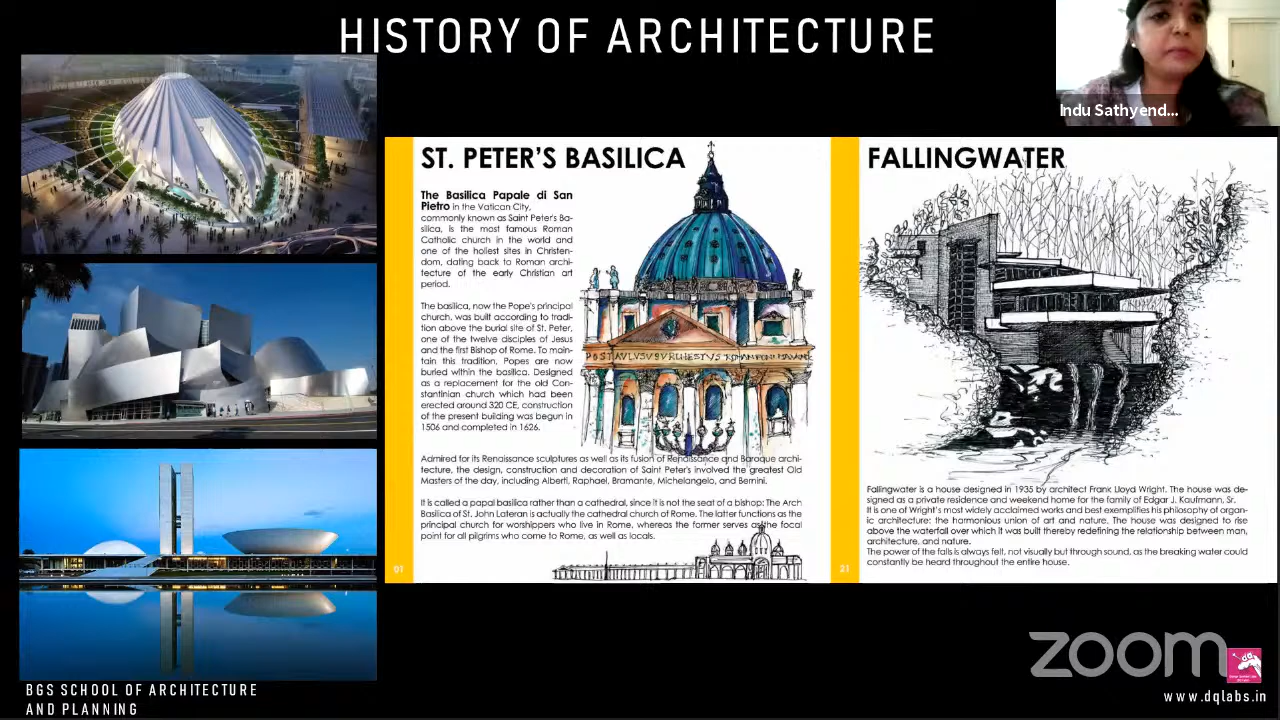 HISTORY OF ARCHITECTURE
Indu Sathyend...
ST. PETER'S BASILICA
The Basilica Papale di San
Pietro in the Vatican City,
commonly known as Saint Peter's Ba-
silica, is the most famous Roman
Catholic church in the world and
one of the holiest sites in Christen-
dom, dating back to Roman archi-
tecture of the early Christian art
period.
The basilica, now the Pope's principal
church, was built according to tradi-
tion above the burial site of St. Peter,
one of the twelve disciples of Jesus
and the first Bishop of Rome. To main-
tain this tradition, Popes are now
buried within the basilica. Designed
as a replacement for the old Con-
stantinian church which had been
erected around 320 CE, construction
of the present building was begun in
1506 and completed in 1626.
Admired for its Renaissance sculptures as well as its fusion of Renaissance and Baroque archi-
tecture, the design, construction and decoration of Saint Peter's involved the greatest Old
Masters of the day, including Alberti, Raphael, Bramante, Michelangelo, and Bernini.
It is called a papal basilica rather than a cathedral, since it is not the seat of a bishop: The Arch
Basilica of St. John Lateran is actually the cathedral church of Rome. The latter functions as the
principal church for worshippers who live in Rome, whereas the former serves as the focal
point for all pilgrims who come to Rome, as well as locals.
01
FALLINGWATER
Fallingwater is a house designed in 1935 by architect Frank Lloyd Wright. The house was de-
signed as a private residence and weekend home for the family of Edgar J. Kaufmann, Sr.
It is one of Wright's most widely acclaimed works and best exemplifies his philosophy of organ-
ic architecture: the harmonious union of art and nature. The house was designed to rise
above the waterfall over which it was built thereby redefining the relationship between man,
architecture, and nature.
The power of the falls is always felt, not visually but through sound, as the breaking water could
constantly be heard throughout the entire house.
21
zoom
BGS SCHOOL OF ARCHITECTURE
AND PLANNING
www.dqlabs.in